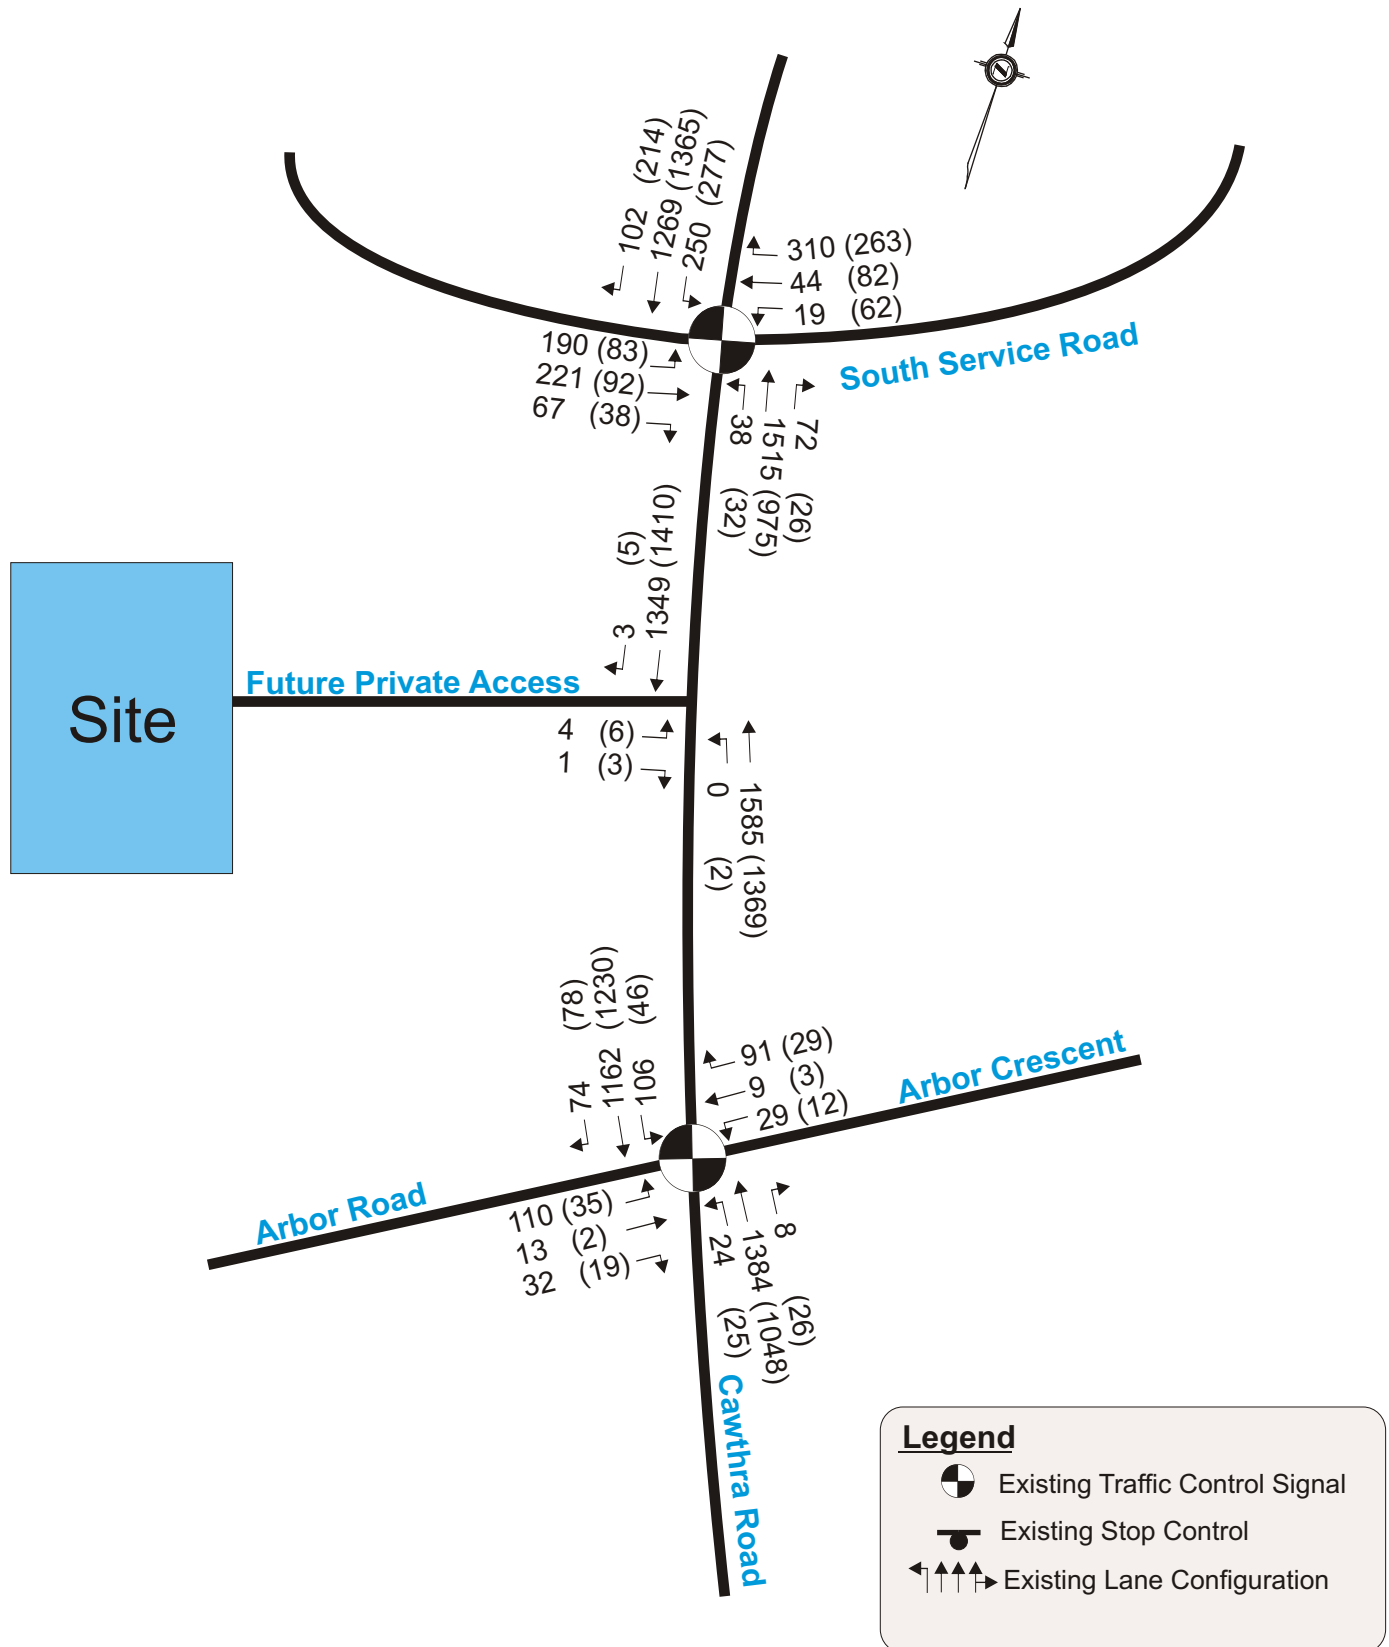 Z
102 (214)
1269 (1365)
250 (277)
310 (263)
44 (82)
19 (62)
South Service Road
190 (83)
221 (92)
67 (38)
38 (32)
1515 (975)
72 (26)
3 (5)
1349 (1410)
Site
Future Private Access
4 (6)
1 (3)
0 (2)
1585 (1369)
74 (78)
1162 (1230)
106 (46)
91 (29)
9 (3)
29 (12)
Arbor Crescent
Arbor Road
110 (35)
13 (2)
32 (19)
24 (25)
1384 (1048)
8 (26)
Cawthra Road
Legend
Existing Traffic Control Signal
Existing Stop Control
Existing Lane Configuration